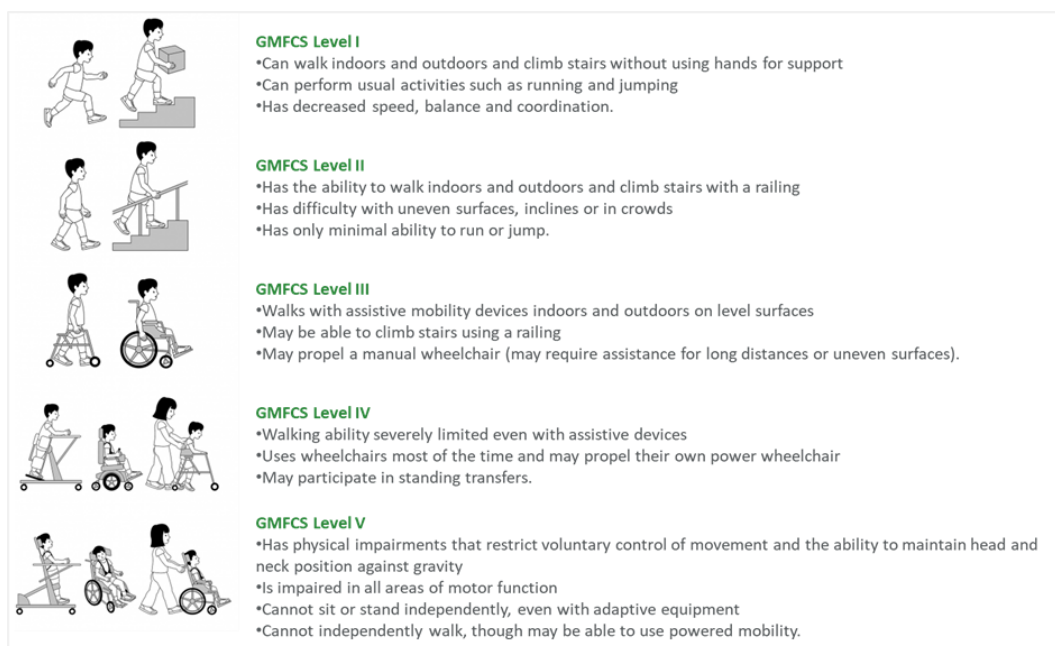 GMFCS Level I
•Can walk indoors and outdoors and climb stairs without using hands for support
•Can perform usual activities such as running and jumping
•Has decreased speed, balance and coordination.
GMFCS Level II
•Has the ability to walk indoors and outdoors and climb stairs with a railing
•Has difficulty with uneven surfaces, inclines or in crowds
•Has only minimal ability to run or jump.
GMFCS Level III
•Walks with assistive mobility devices indoors and outdoors on level surfaces
•May be able to climb stairs using a railing
•May propel a manual wheelchair (may require assistance for long distances or uneven surfaces).
GMFCS Level IV
•Walking ability severely limited even with assistive devices
•Uses wheelchairs most of the time and may propel their own power wheelchair
•May participate in standing transfers.
GMFCS Level V
•Has physical impairments that restrict voluntary control of movement and the ability to maintain head and
neck position against gravity
•Is impaired in all areas of motor function
•Cannot sit or stand independently, even with adaptive equipment
•Cannot independently walk, though may be able to use powered mobility.